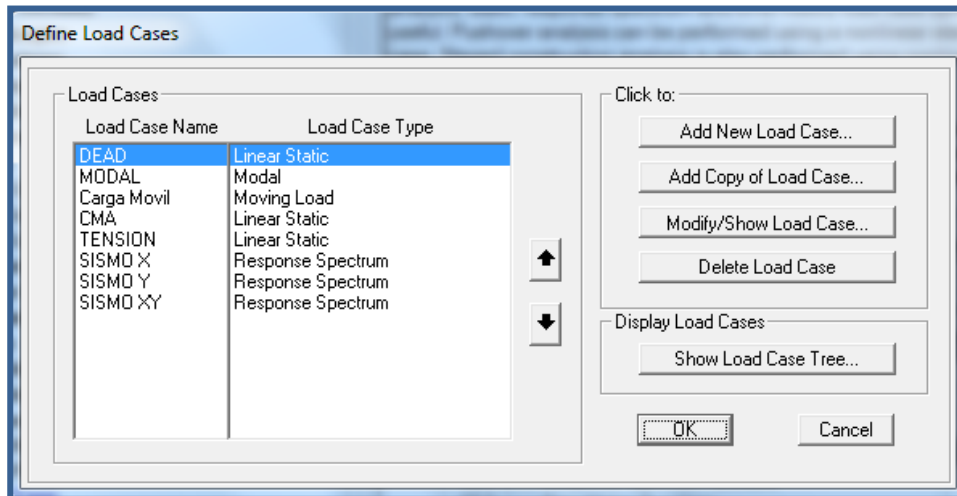 Define Load Cases
Load Cases
Load Case Name Load Case Type
DEAD Linear Static
MODAL Modal
Carga Movil Moving Load
CMA Linear Static
TENSION Linear Static
SISMO X Response Spectrum
SISMO Y Response Spectrum
SISMO XY Response Spectrum
Click to:
Add New Load Case...
Add Copy of Load Case...
Modify/Show Load Case...
Delete Load Case
Display Load Cases
Show Load Case Tree...
OK Cancel